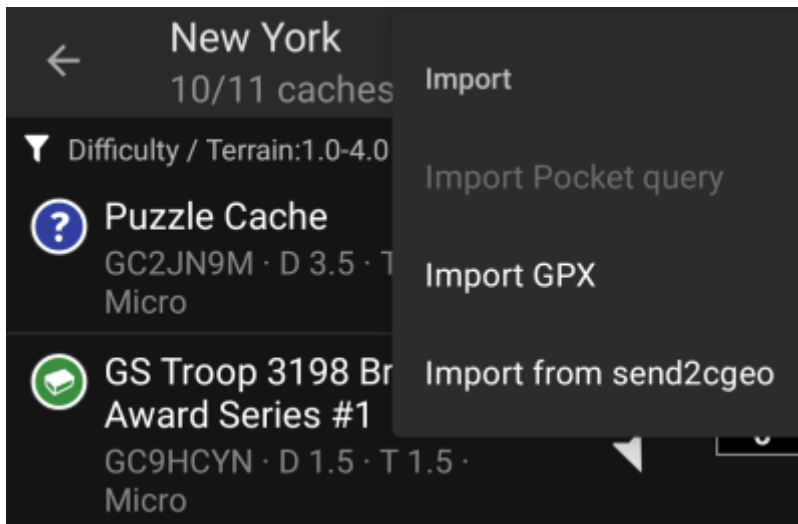 New York
10/11 caches
Difficulty / Terrain:1.0-4.0
?
Puzzle Cache
GC2JN9M · D 3.5 ·
Micro
GS Troop 3198
Award Series #1
GC9HCYN · D 1.5 · T 1.5 ·
Micro
Import
Import Pocket query
Import GPX
Import from send2cgeo